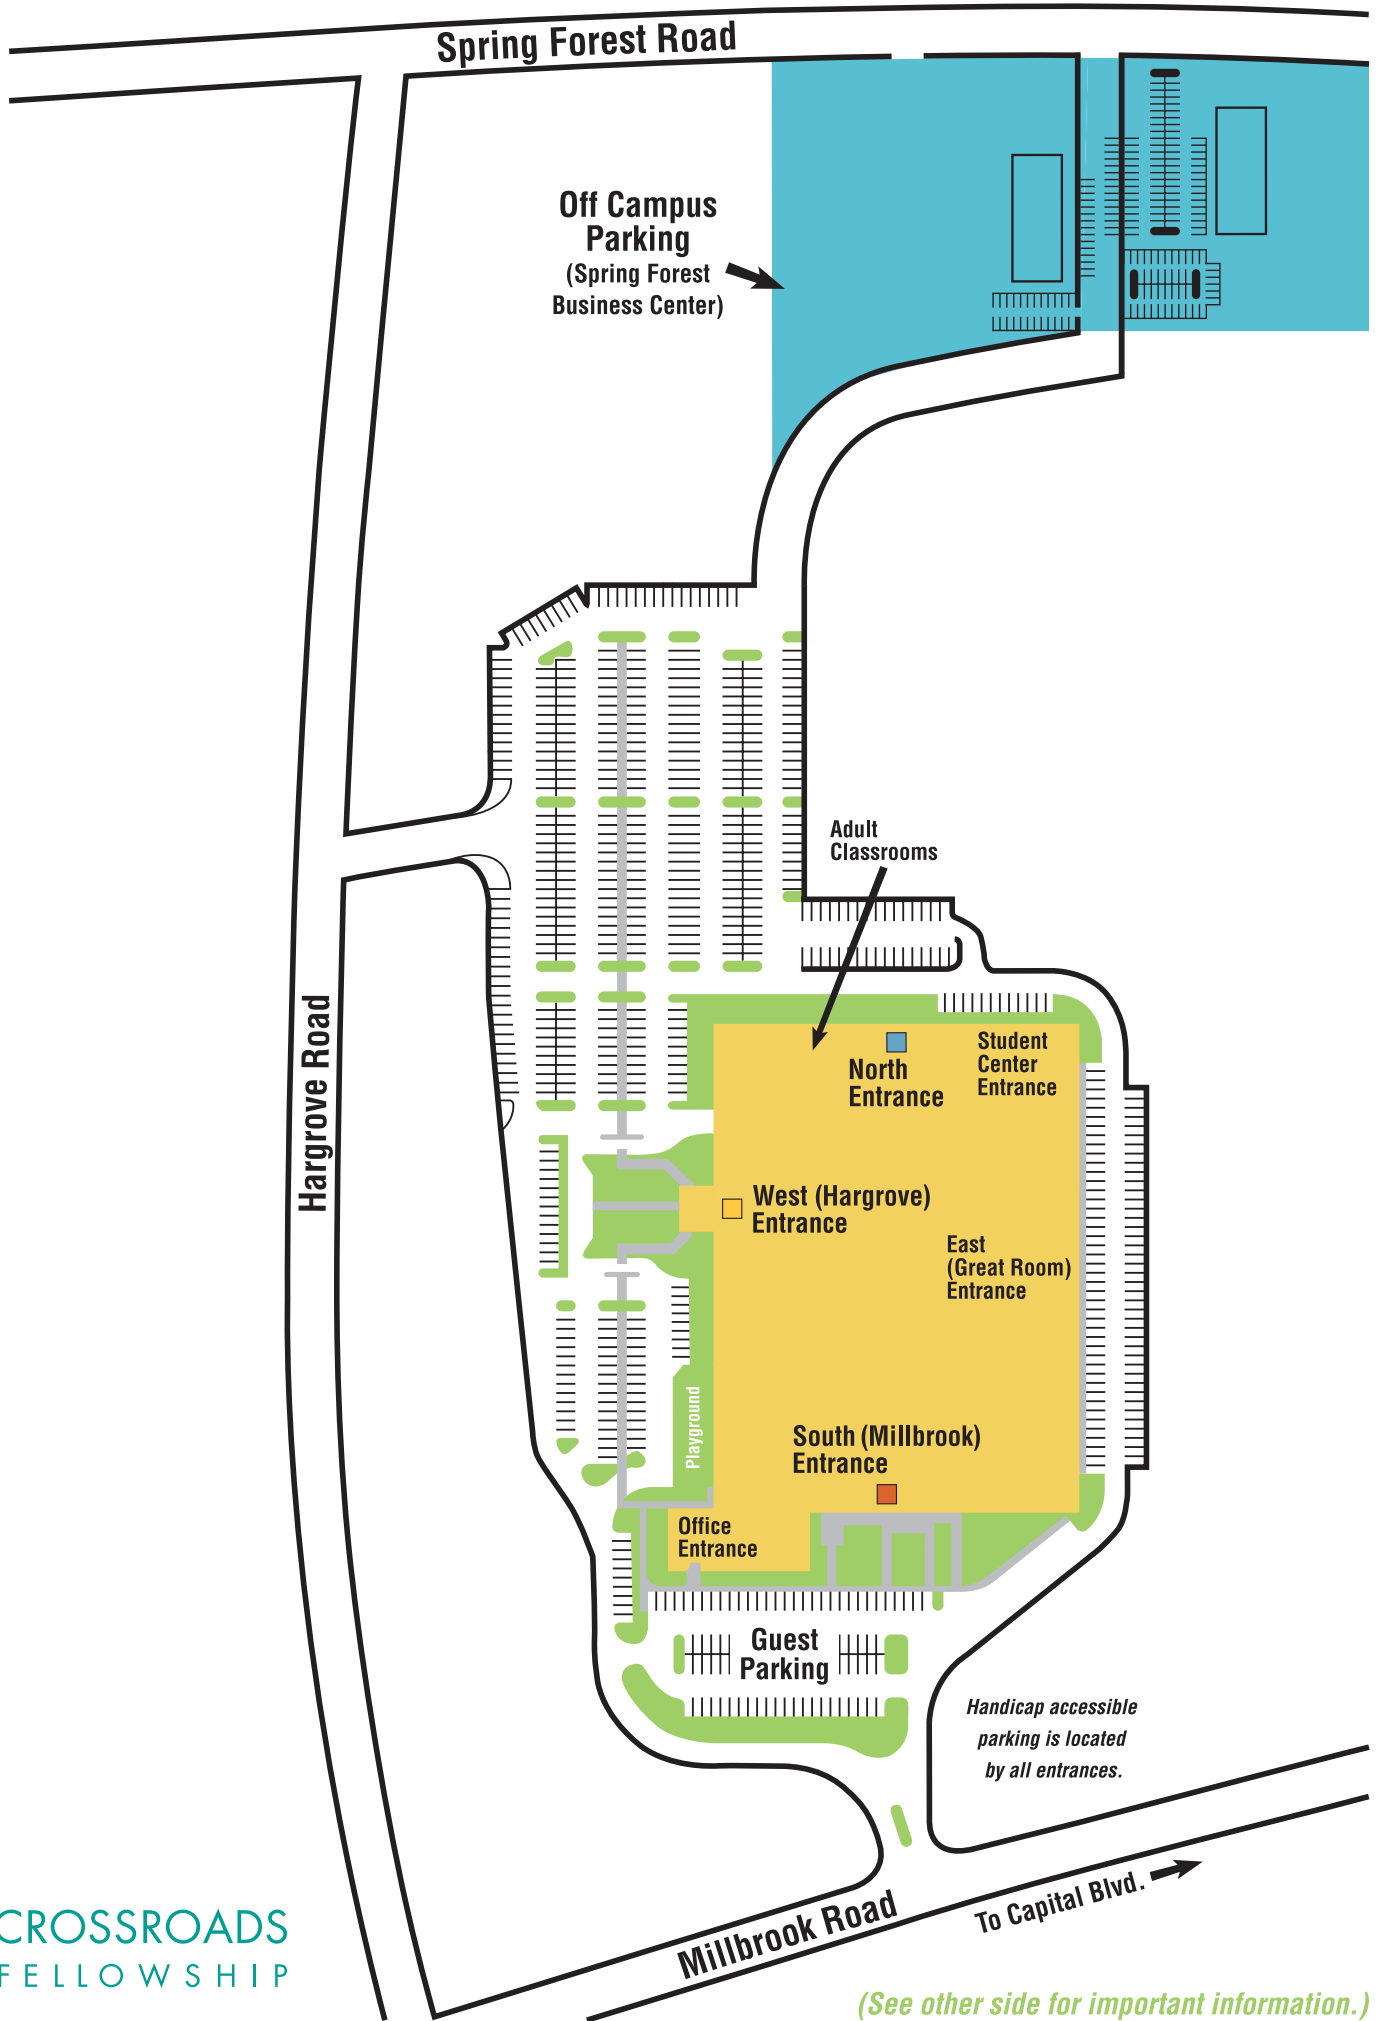 Spring Forest Road
Off Campus
Parking
(Spring Forest
Business Center)
Adult
Classrooms
Hargrove Road
North
Entrance
Student
Center
Entrance
West (Hargrove)
Entrance
East
(Great Room)
Entrance
Playground
South (Millbrook)
Entrance
Office
Entrance
Guest
Parking
Handicap accessible
parking is located
by all entrances.
Millbrook Road
To Capital Blvd.
CROSSROADS
FELLOWSHIP
(See other side for important information.)